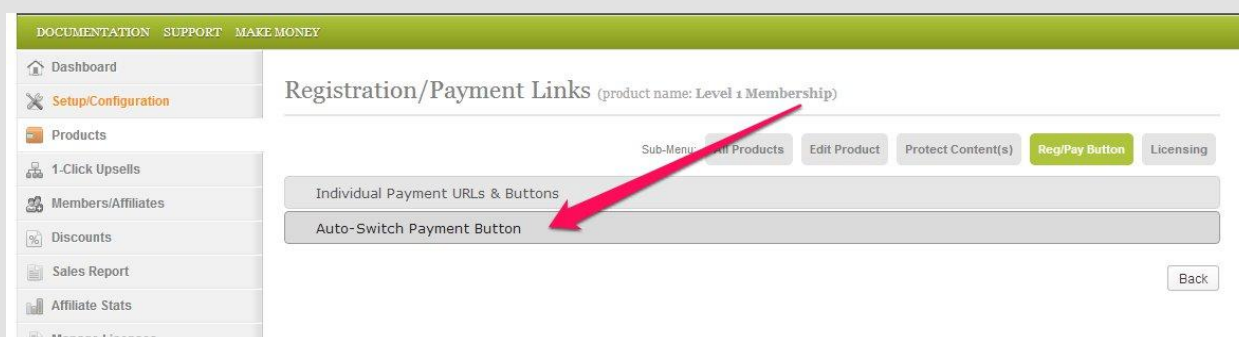 DOCUMENTATION SUPPORT MAKE MONEY
Dashboard
Setup/Configuration
Products
1-Click Upsells
Members/Affiliates
Discounts
Sales Report
Affiliate Stats
Registration/Payment Links (product name: Level 1 Membership)
Sub-Menu: All Products Edit Product Protect Content(s) Reg/Pay Button Licensing
Individual Payment URLs & Buttons
Auto-Switch Payment Button
Back